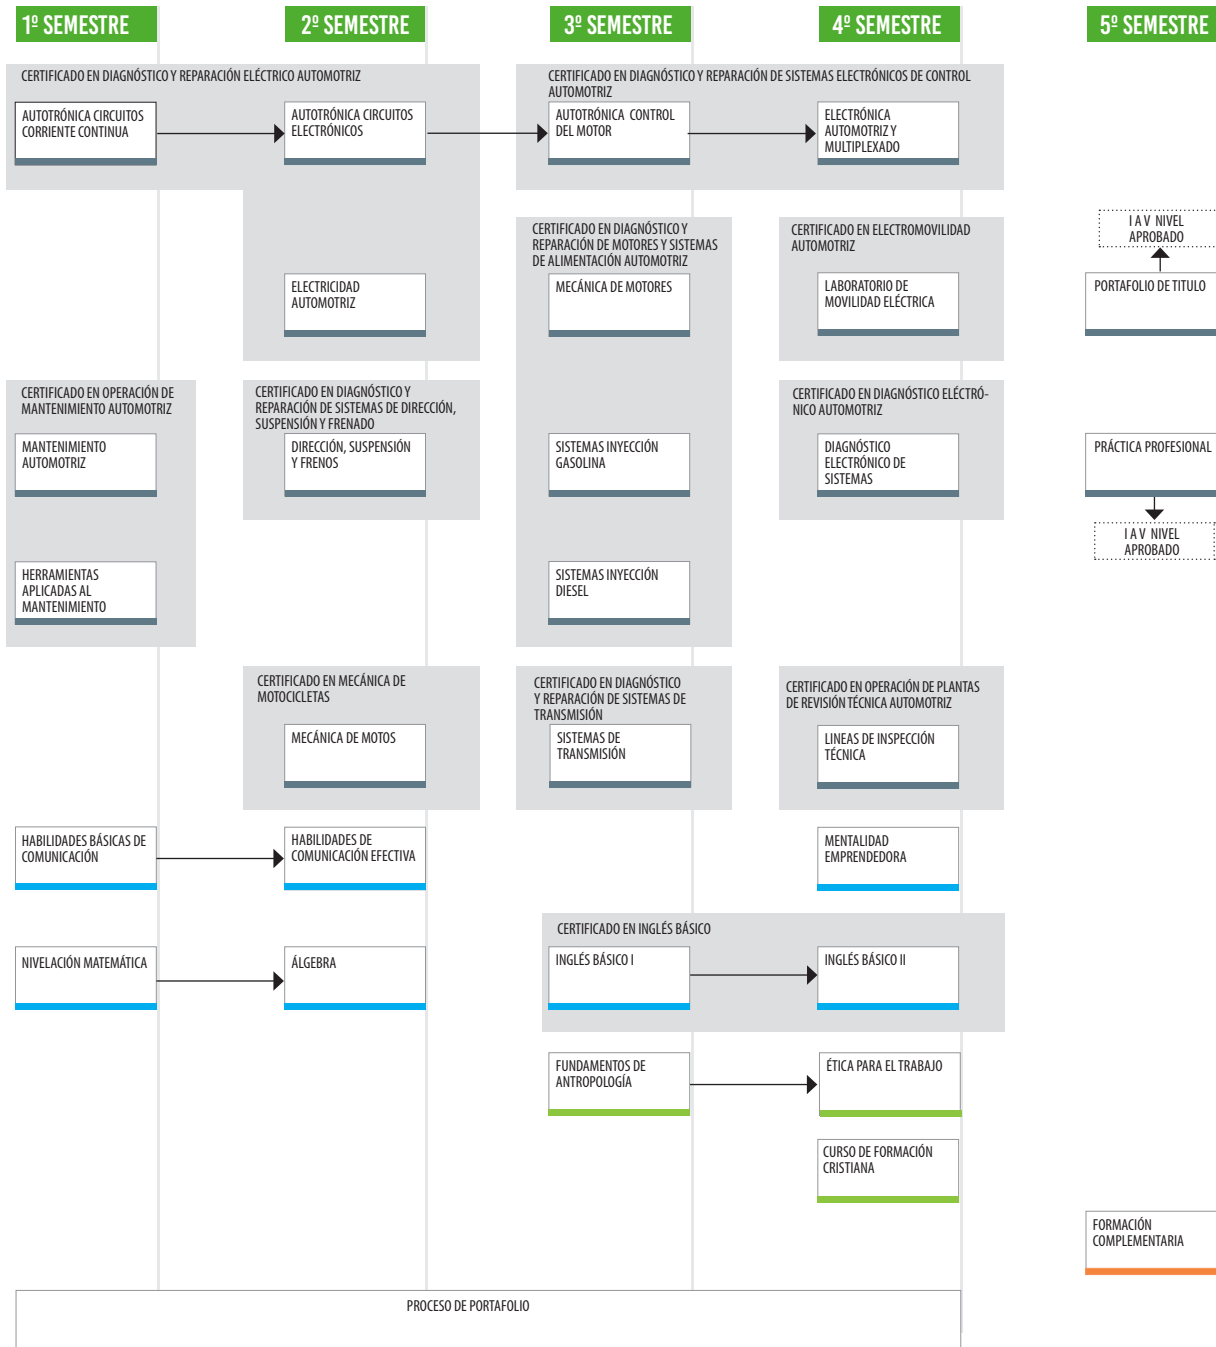 1º SEMESTRE
2º SEMESTRE
3º SEMESTRE
4º SEMESTRE
5º SEMESTRE
CERTIFICADO EN DIAGNÓSTICO Y REPARACIÓN ELÉCTRICO AUTOMOTRIZ
CERTIFICADO EN DIAGNÓSTICO Y REPARACIÓN DE SISTEMAS ELECTRÓNICOS DE CONTROL
AUTOMOTRIZ
AUTOTRÓNICA CIRCUITOS
CORRIENTE CONTINUA
AUTOTRÓNICA CIRCUITOS
ELECTRÓNICOS
AUTOTRÓNICA CONTROL
DEL MOTOR
ELECTRÓNICA
AUTOMOTRIZ Y
MULTIPLEXADO
CERTIFICADO EN DIAGNÓSTICO Y
REPARACIÓN DE MOTORES Y SISTEMAS
DE ALIMENTACIÓN AUTOMOTRIZ
CERTIFICADO EN ELECTROMOVILIDAD
AUTOMOTRIZ
I A V NIVEL
APROBADO
ELECTRICIDAD
AUTOMOTRIZ
MECÁNICA DE MOTORES
LABORATORIO DE
MOVILIDAD ELÉCTRICA
PORTAFOLIO DE TITULO
CERTIFICADO EN OPERACIÓN DE
MANTENIMIENTO AUTOMOTRIZ
CERTIFICADO EN DIAGNÓSTICO Y
REPARACIÓN DE SISTEMAS DE DIRECCIÓN,
SUSPENSIÓN Y FRENADO
CERTIFICADO EN DIAGNÓSTICO ELÉCTRÓ-
NICO AUTOMOTRIZ
MANTENIMIENTO
AUTOMOTRIZ
DIRECCIÓN, SUSPENSIÓN
Y FRENOS
SISTEMAS INYECCIÓN
GASOLINA
DIAGNÓSTICO
ELECTRÓNICO DE
SISTEMAS
PRÁCTICA PROFESIONAL
I A V NIVEL
APROBADO
HERRAMIENTAS
APLICADAS AL
MANTENIMIENTO
SISTEMAS INYECCIÓN
DIESEL
CERTIFICADO EN MECÁNICA DE
MOTOCICLETAS
CERTIFICADO EN DIAGNÓSTICO
Y REPARACIÓN DE SISTEMAS DE
TRANSMISIÓN
CERTIFICADO EN OPERACIÓN DE PLANTAS
DE REVISIÓN TÉCNICA AUTOMOTRIZ
MECÁNICA DE MOTOS
SISTEMAS DE
TRANSMISIÓN
LINEAS DE INSPECCIÓN
TÉCNICA
HABILIDADES BÁSICAS DE
COMUNICACIÓN
HABILIDADES DE
COMUNICACIÓN EFECTIVA
MENTALIDAD
EMPRENDEDORA
CERTIFICADO EN INGLÉS BÁSICO
NIVELACIÓN MATEMÁTICA
ÁLGEBRA
INGLÉS BÁSICO I
INGLÉS BÁSICO II
FUNDAMENTOS DE
ANTROPOLOGÍA
ÉTICA PARA EL TRABAJO
CURSO DE FORMACIÓN
CRISTIANA
FORMACIÓN
COMPLEMENTARIA
PROCESO DE PORTAFOLIO